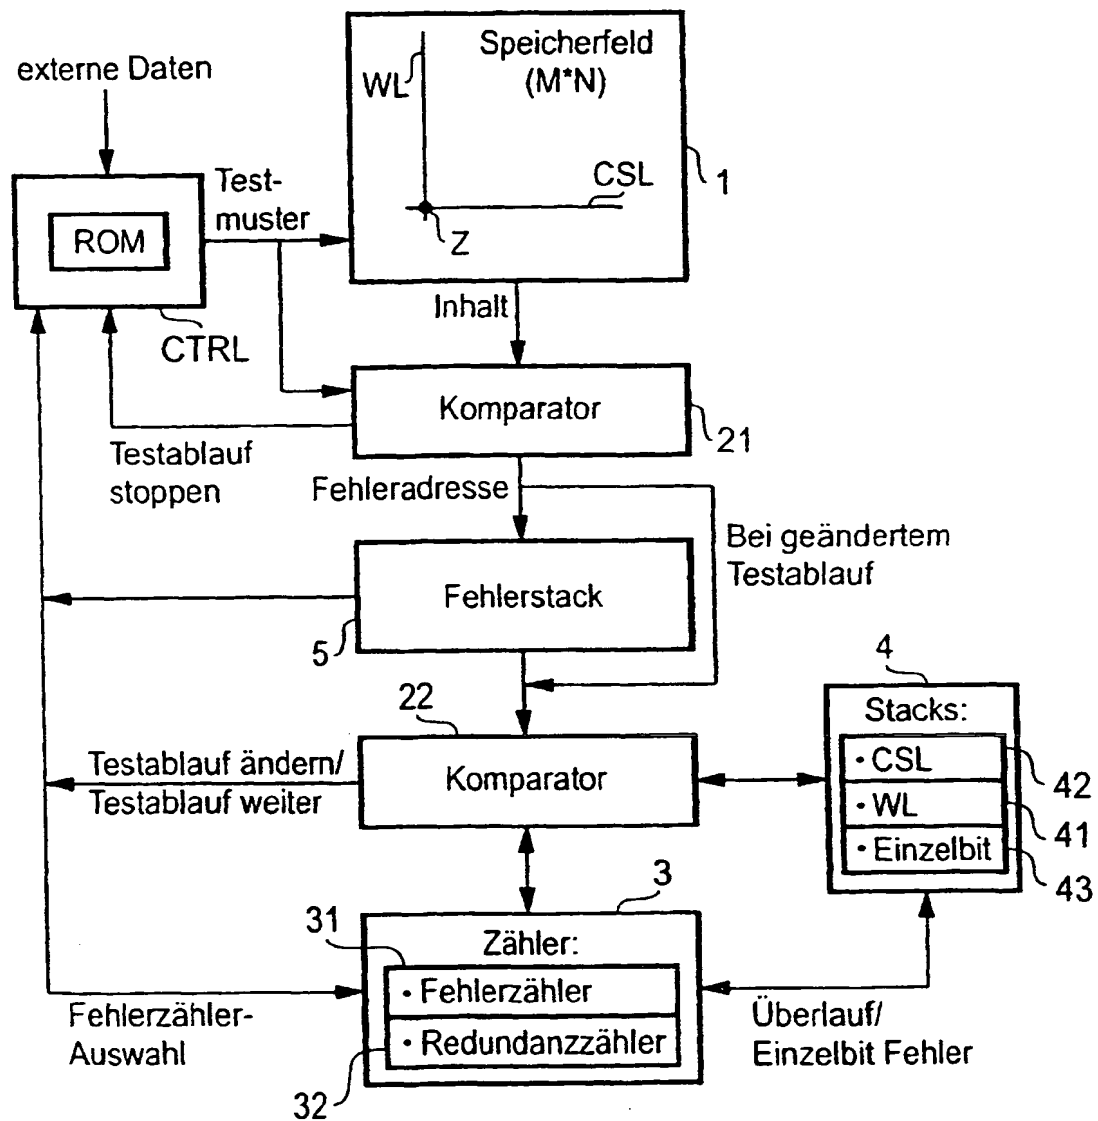 externe Daten
ROM
CTRL
Test-
muster
Speicherfeld
(M*N)
WL
CSL
Z
1
Inhalt
Komparator
21
Testablauf
stoppen
Fehleradresse
Bei geändertem
Testablauf
Fehlerstack
5
22
Komparator
Testablauf ändern/
Testablauf weiter
4
Stacks:
· CSL
42
· WL
41
· Einzelbit
43
3
31
Zähler:
· Fehlerzähler
· Redundanzzähler
32
Fehlerzähler-
Auswahl
Überlauf/
Einzelbit Fehler